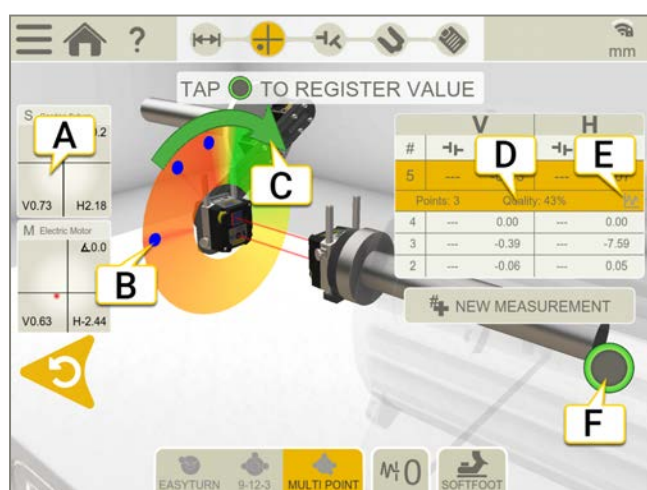 ?
mm
TAP TO REGISTER VALUE
S
A
.2
V0.73 H2.18
M Electric Motor
0.0
V0.63 H-2.44
B
C
V H
#
D
E
5 ---
Points: 3 Quality: 43%
4 --- 0.00 --- 0.00
3 --- -0.39 --- -7.59
2 --- -0.06 --- 0.05
# NEW MEASUREMENT
F
EASYTURN 9-12-3 MULTI POINT 0 SOFTFOOT